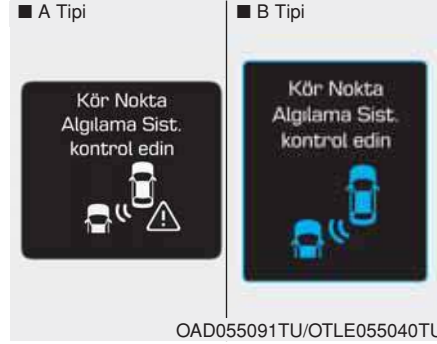 ■ A Tipi
Kör Nokta
Algılama Sist.
kontrol edin
■ B Tipi
Kör Nokta
Algılama Sist.
kontrol edin
OAD055091TU/OTLE055040TU